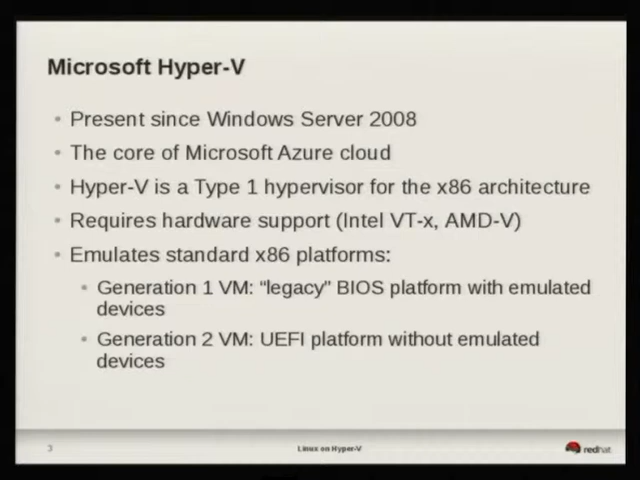 Microsoft Hyper-V
• Present since Windows Server 2008
• The core of Microsoft Azure cloud
• Hyper-V is a Type 1 hypervisor for the x86 architecture
• Requires hardware support (Intel VT-x, AMD-V)
• Emulates standard x86 platforms:
• Generation 1 VM: “legacy” BIOS platform with emulated
devices
• Generation 2 VM: UEFI platform without emulated
devices
3
Linux on Hyper-V
redhat